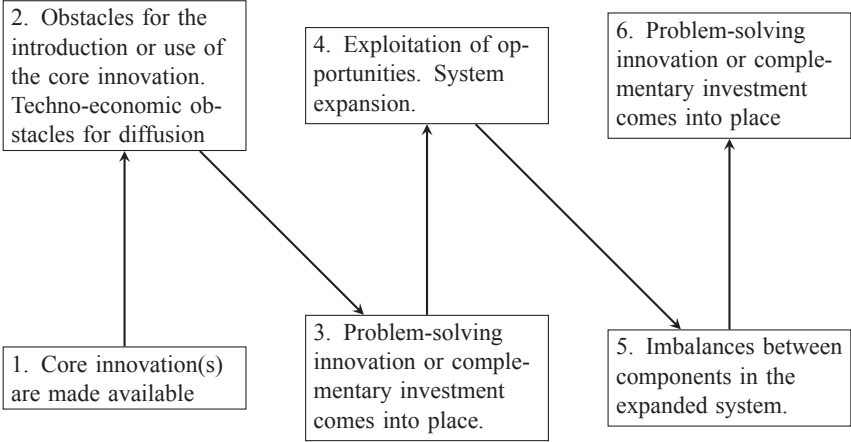 2. Obstacles for the
introduction or use of
the core innovation.
Techno-economic ob-
stacles for diffusion
4. Exploitation of op-
portunities. System
expansion.
6. Problem-solving
innovation or comple-
mentary investment
comes into place
1. Core innovation(s)
are made available
3. Problem-solving
innovation or comple-
mentary investment
comes into place.
5. Imbalances between
components in the
expanded system.